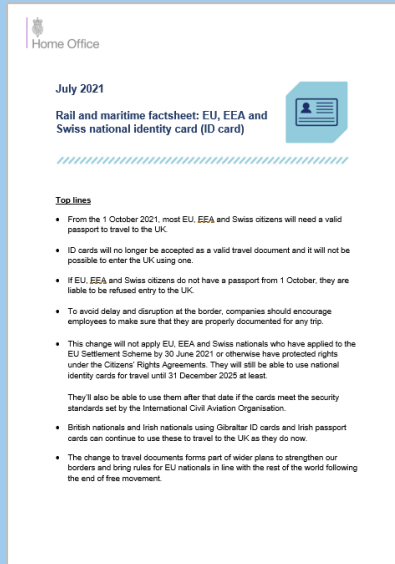 Home Office
July 2021
Rail and maritime factsheet: EU, EEA and
Swiss national identity card (ID card)
Top lines
• From the 1 October 2021, most EU, EEA and Swiss citizens will need a valid
passport to travel to the UK.
• ID cards will no longer be accepted as a valid travel document and it will not be
possible to enter the UK using one.
• If EU, EEA and Swiss citizens do not have a passport from 1 October, they are
liable to be refused entry to the UK.
• To avoid delay and disruption at the border, companies should encourage
employees to make sure that they are properly documented for any trip.
• This change will not apply EU, EEA and Swiss nationals who have applied to the
EU Settlement Scheme by 30 June 2021 or otherwise have protected rights
under the Citizens' Rights Agreements. They will still be able to use national
identity cards for travel until 31 December 2025 at least.
They'll also be able to use them after that date if the cards meet the security
standards set by the International Civil Aviation Organisation.
• British nationals and Irish nationals using Gibraltar ID cards and Irish passport
cards can continue to use these to travel to the UK as they do now.
• The change to travel documents forms part of wider plans to strengthen our
borders and bring rules for EU nationals in line with the rest of the world following
the end of free movement.